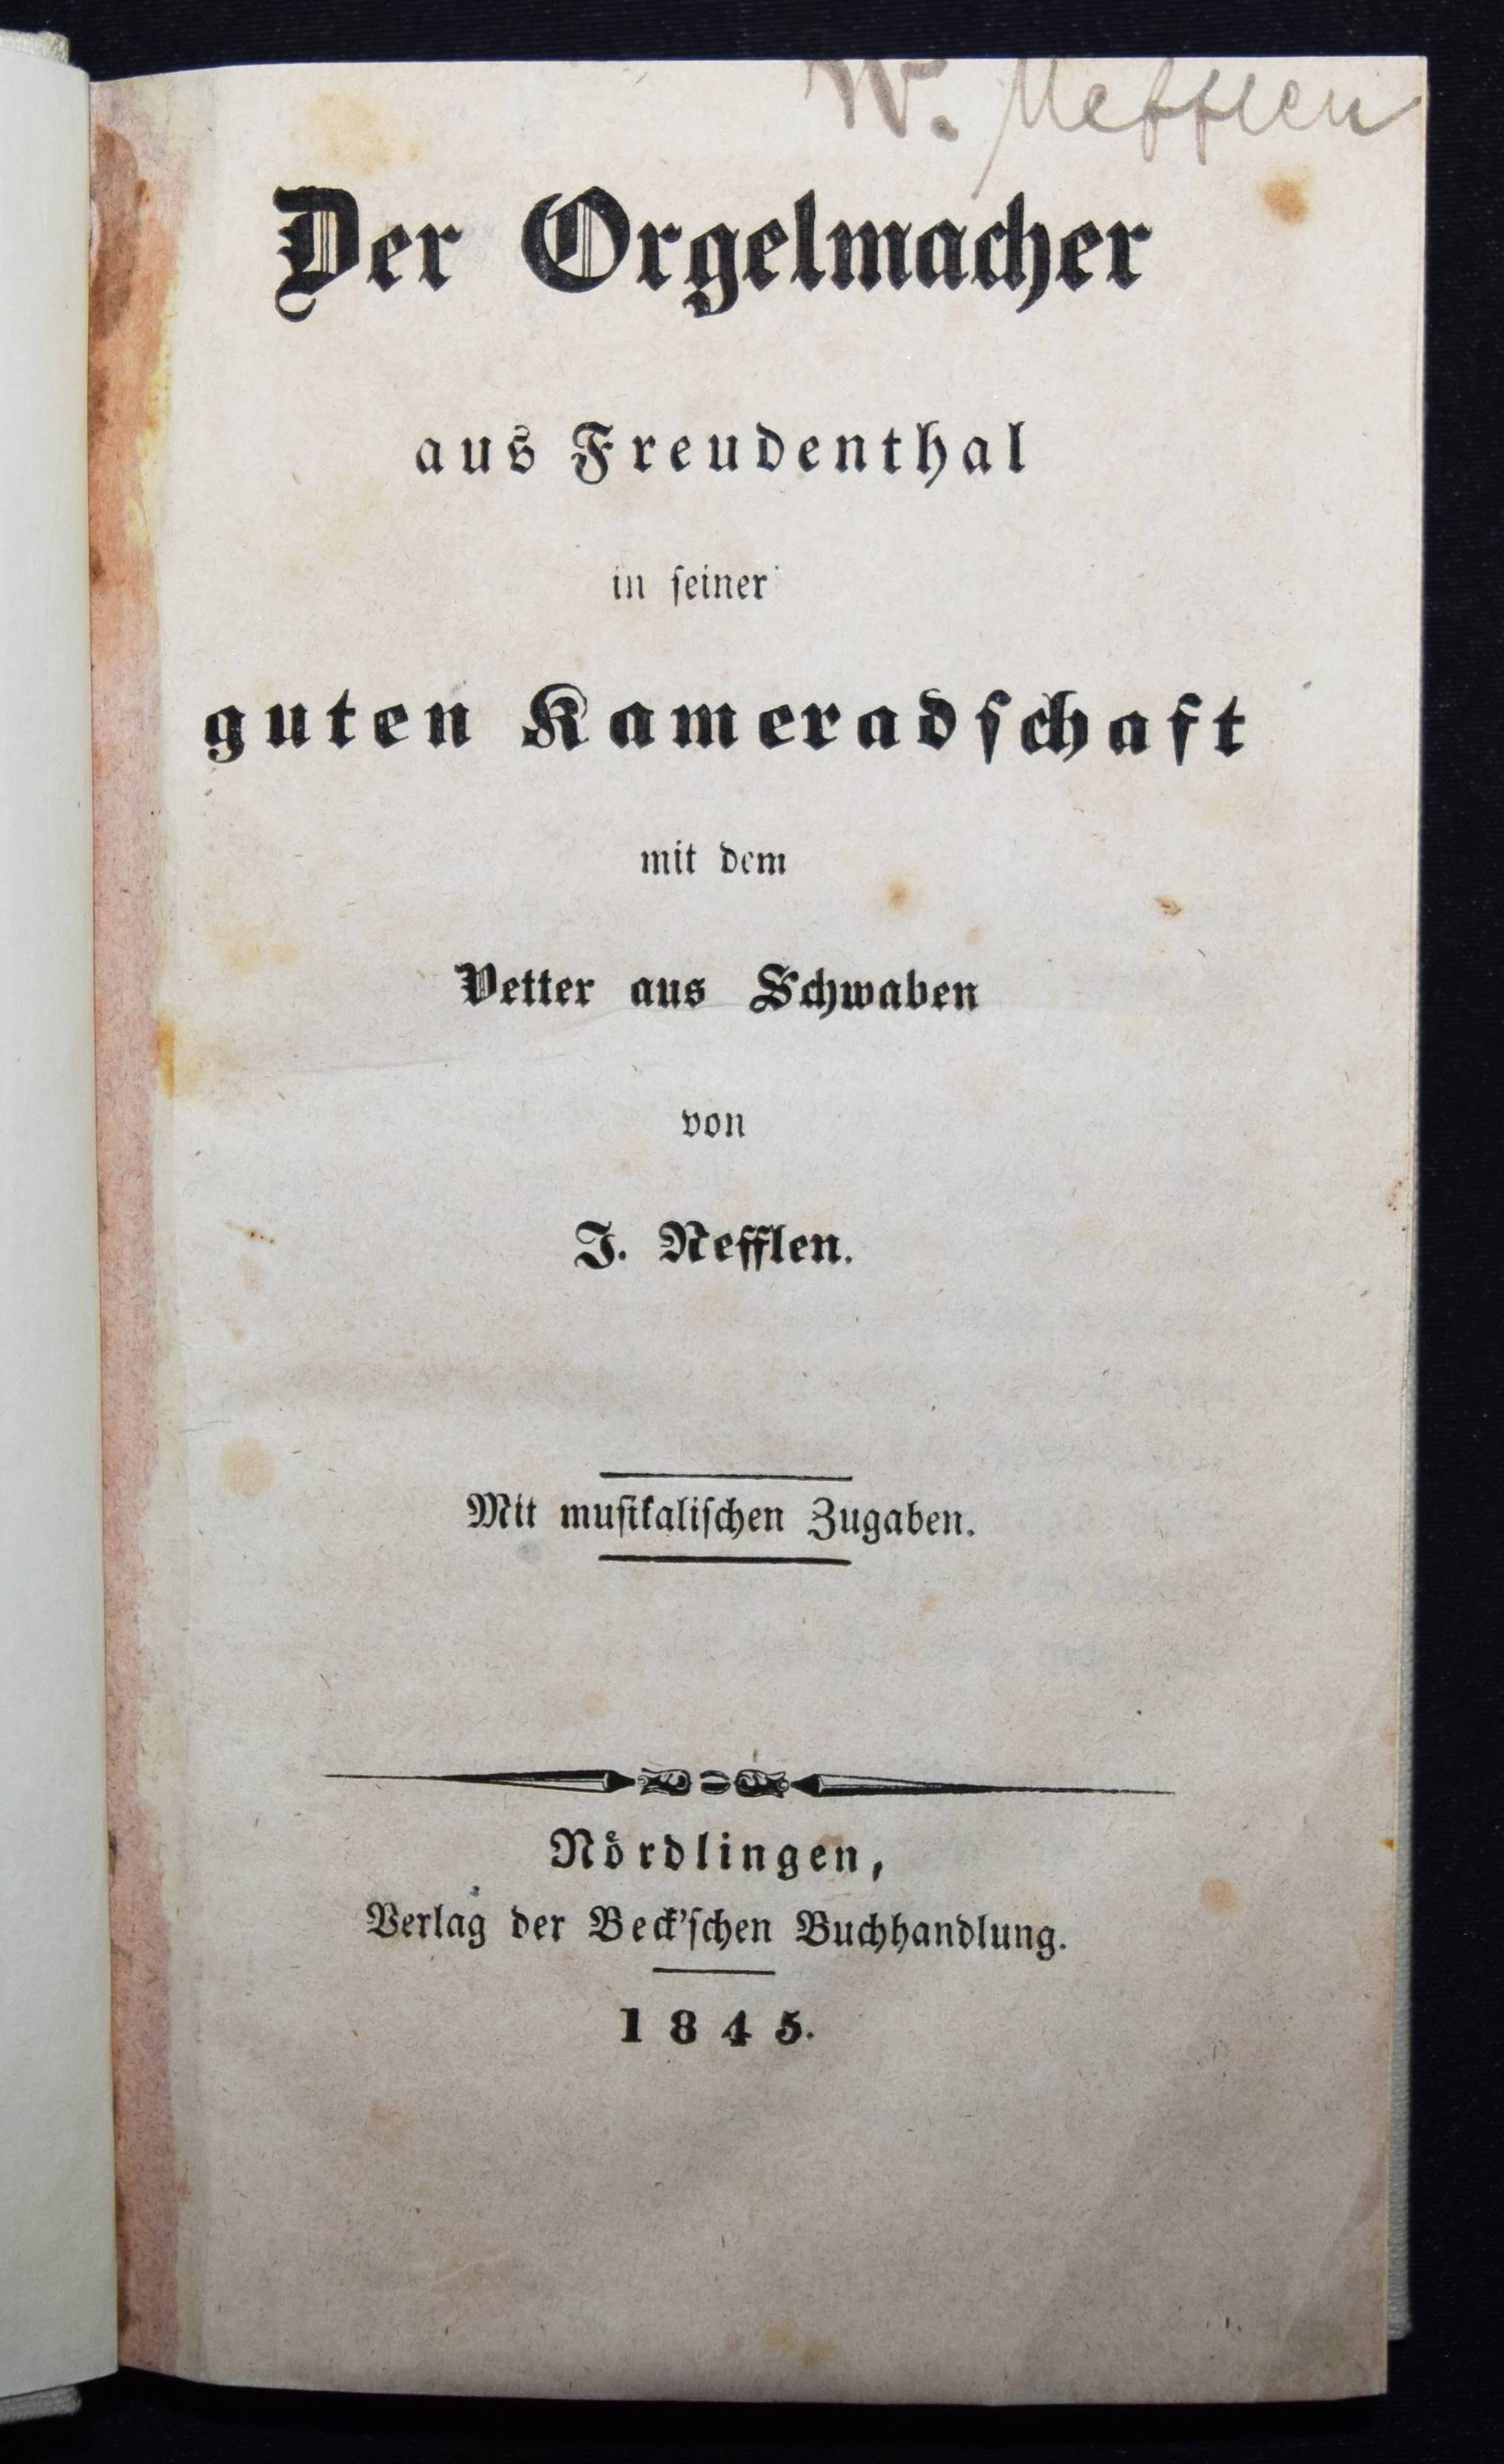 W. Nefflen
Der Orgelmacher
aus Freudenthal
in ſeiner
guten Kameradſchaft
mit dem
Vetter aus Schwaben
von
J. Nefflen.
Mit muſikaliſchen Zugaben.
Nördlingen,
Verlag der Beck'ſchen Buchhandlung.
1845.